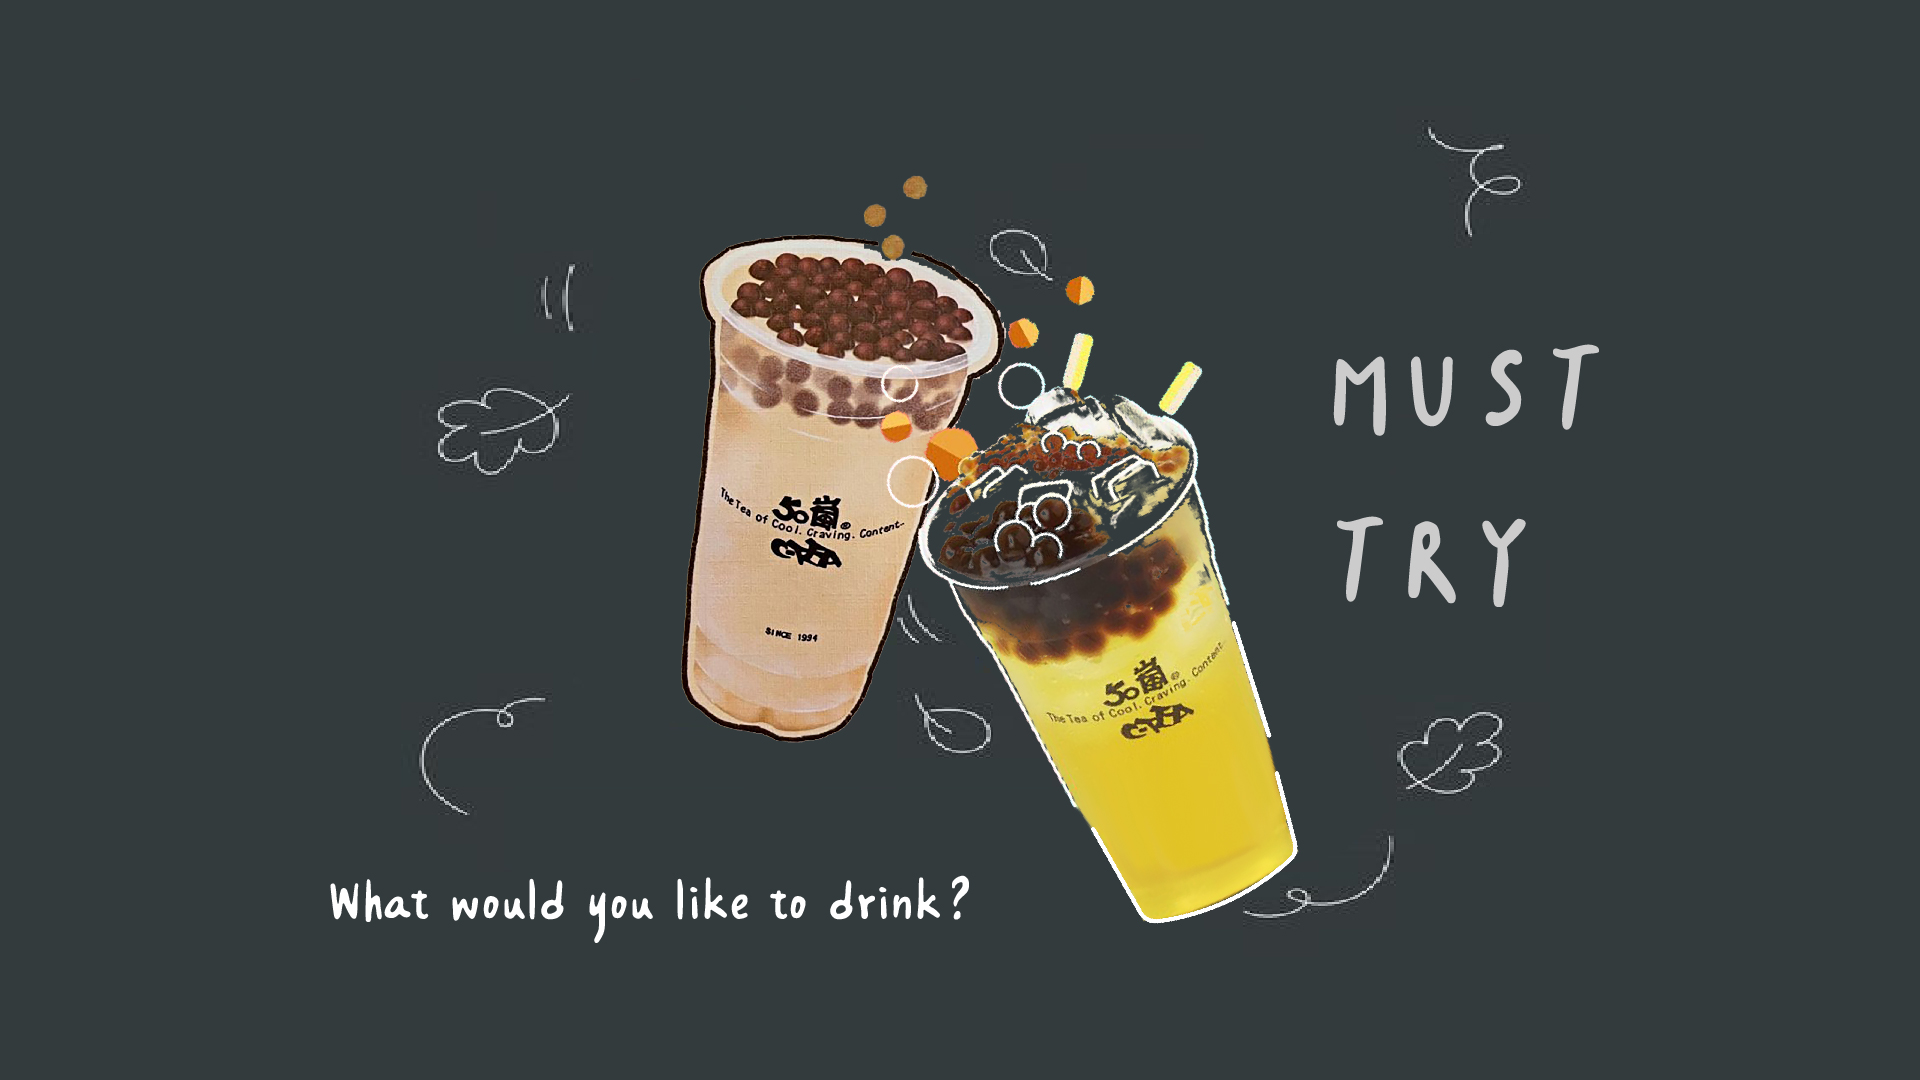 50嵐®
The Tea of Cool. Craving. Content~
SINCE 1994
MUST
TRY
50嵐®
The Tea of Cool. Craving. Content~
What would you like to drink?